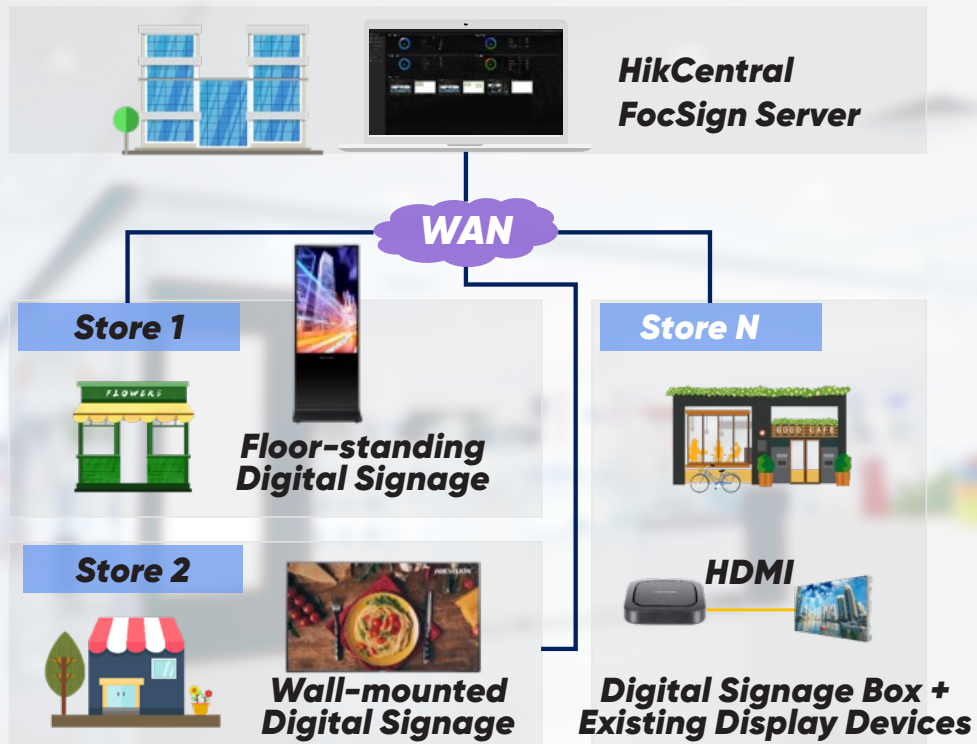 HikCentral
FocSign Server
WAN
Store 1
FLOWERS
Floor-standing
Digital Signage
Store 2
HIKVISION
Wall-mounted
Digital Signage
Store N
GOOD CAFE
HDMI
Digital Signage Box +
Existing Display Devices